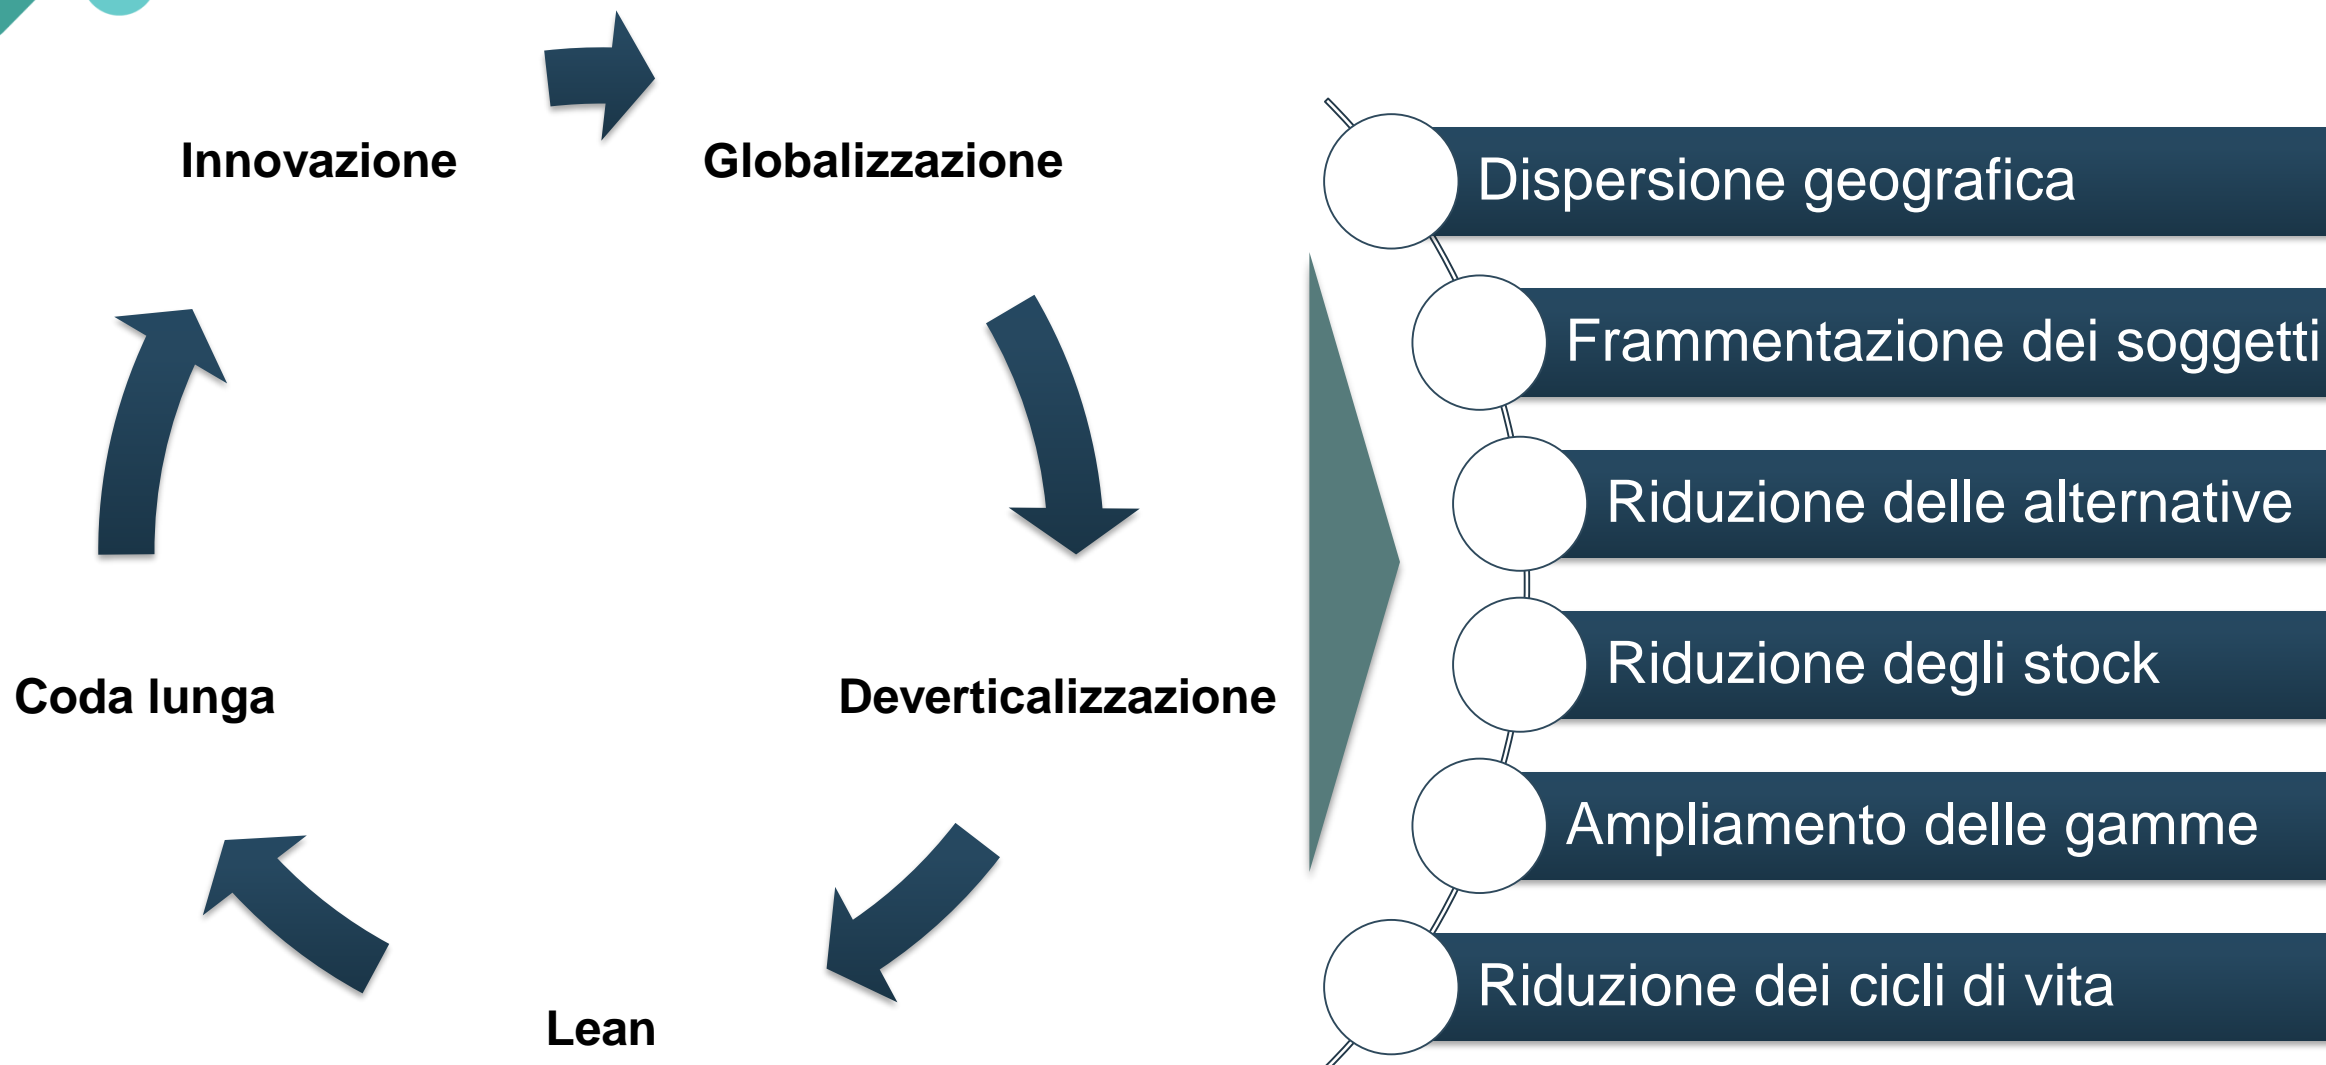 Innovazione
Globalizzazione
Deverticalizzazione
Lean
Coda lunga
Dispersione geografica
Frammentazione dei soggetti
Riduzione delle alternative
Riduzione degli stock
Ampliamento delle gamme
Riduzione dei cicli di vita